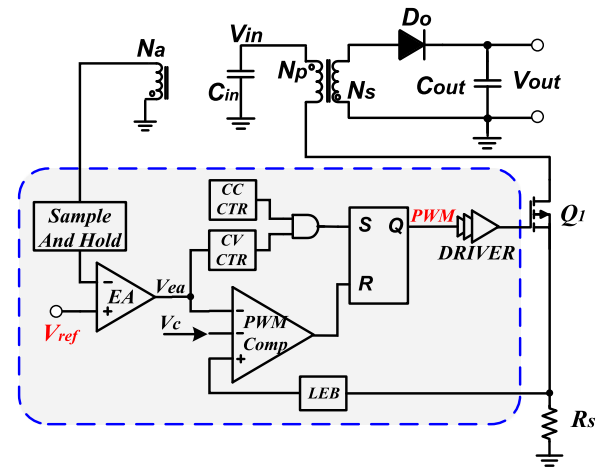 Na
Vin
Cin
Np
Ns
Do
Cout
Vout
Sample
And Hold
CC
CTR
CV
CTR
S
Q
R
PWM
DRIVER
Q1
−
EA
+
Vea
Vref
Vc
−
−
PWM
Comp
+
LEB
Rs